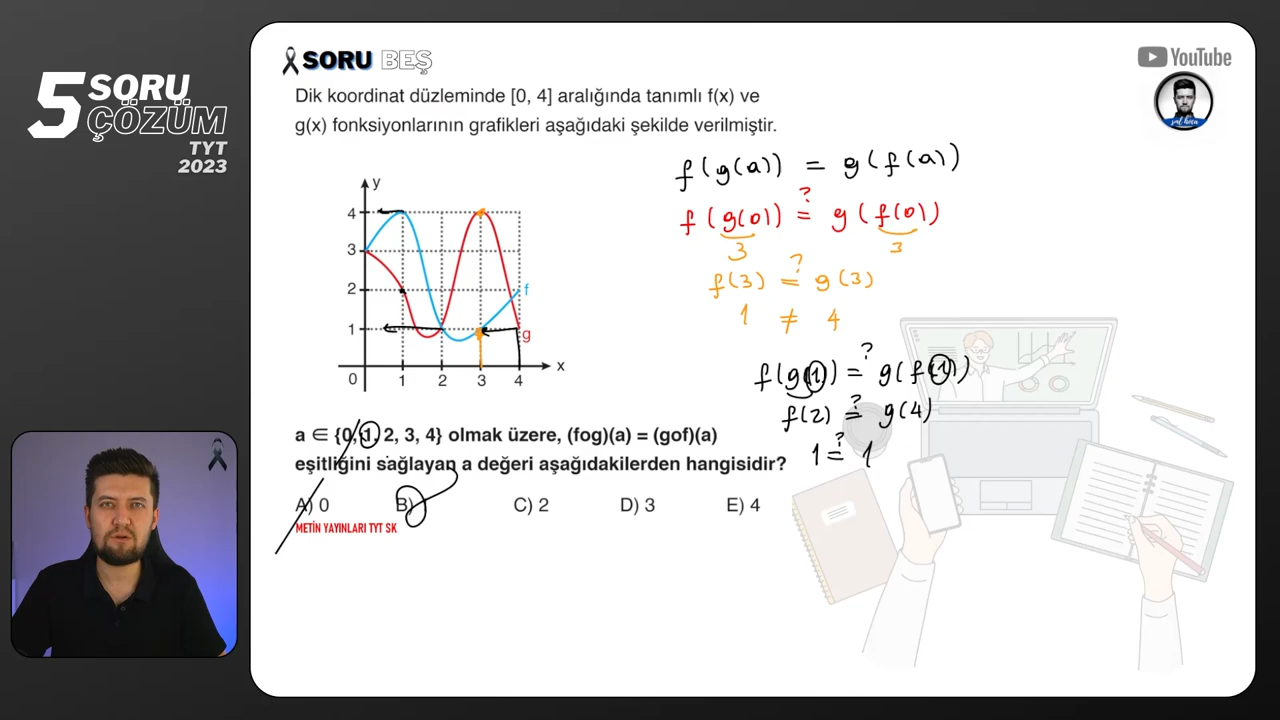 5 SORU
ÇÖZÜM
TYT
2023
SORU BEŞ
YouTube
Dik koordinat düzleminde [0, 4] aralığında tanımlı f(x) ve
g(x) fonksiyonlarının grafikleri aşağıdaki şekilde verilmiştir.
f(g(a)) = g(f(a))
f(g(0)) ?= g(f(0))
3 3
f(3) ?= g(3)
1 ≠ 4
f(g(1)) ?= g(f(1))
f(2) ?= g(4)
1 ?= 1
y
4
3
2
1
f
g
x
0 1 2 3 4
a ∈ {0, 1, 2, 3, 4} olmak üzere, (fog)(a) = (gof)(a)
eşitliğini sağlayan a değeri aşağıdakilerden hangisidir?
A) 0 B) C) 2 D) 3 E) 4
METİN YAYINLARI TYT SK